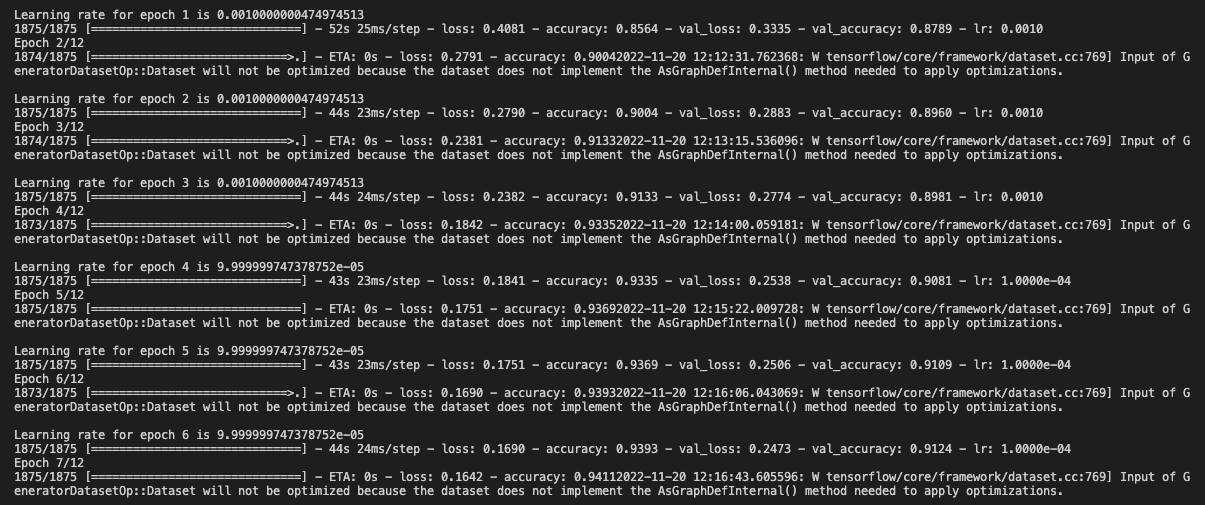 Learning rate for epoch 1 is 0.0010000000474974513
1875/1875 [==============================] - 52s 25ms/step - loss: 0.4081 - accuracy: 0.8564 - val_loss: 0.3335 - val_accuracy: 0.8789 - lr: 0.0010
Epoch 2/12
1874/1875 [============================>.] - ETA: 0s - loss: 0.2791 - accuracy: 0.90042022-11-20 12:12:31.762368: W tensorflow/core/framework/dataset.cc:769] Input of G
eneratorDatasetOp::Dataset will not be optimized because the dataset does not implement the AsGraphDefInternal() method needed to apply optimizations.
Learning rate for epoch 2 is 0.0010000000474974513
1875/1875 [==============================] - 44s 23ms/step - loss: 0.2790 - accuracy: 0.9004 - val_loss: 0.2883 - val_accuracy: 0.8960 - lr: 0.0010
Epoch 3/12
1874/1875 [============================>.] - ETA: 0s - loss: 0.2381 - accuracy: 0.91332022-11-20 12:13:15.536096: W tensorflow/core/framework/dataset.cc:769] Input of G
eneratorDatasetOp::Dataset will not be optimized because the dataset does not implement the AsGraphDefInternal() method needed to apply optimizations.
Learning rate for epoch 3 is 0.0010000000474974513
1875/1875 [==============================] - 44s 24ms/step - loss: 0.2382 - accuracy: 0.9133 - val_loss: 0.2774 - val_accuracy: 0.8981 - lr: 0.0010
Epoch 4/12
1873/1875 [============================>.] - ETA: 0s - loss: 0.1842 - accuracy: 0.93352022-11-20 12:14:00.059181: W tensorflow/core/framework/dataset.cc:769] Input of G
eneratorDatasetOp::Dataset will not be optimized because the dataset does not implement the AsGraphDefInternal() method needed to apply optimizations.
Learning rate for epoch 4 is 9.999999747378752e-05
1875/1875 [==============================] - 43s 23ms/step - loss: 0.1841 - accuracy: 0.9335 - val_loss: 0.2538 - val_accuracy: 0.9081 - lr: 1.0000e-04
Epoch 5/12
1875/1875 [==============================] - ETA: 0s - loss: 0.1751 - accuracy: 0.93692022-11-20 12:15:22.009728: W tensorflow/core/framework/dataset.cc:769] Input of G
eneratorDatasetOp::Dataset will not be optimized because the dataset does not implement the AsGraphDefInternal() method needed to apply optimizations.
Learning rate for epoch 5 is 9.999999747378752e-05
1875/1875 [==============================] - 43s 23ms/step - loss: 0.1751 - accuracy: 0.9369 - val_loss: 0.2506 - val_accuracy: 0.9109 - lr: 1.0000e-04
Epoch 6/12
1873/1875 [============================>.] - ETA: 0s - loss: 0.1690 - accuracy: 0.93932022-11-20 12:16:06.043069: W tensorflow/core/framework/dataset.cc:769] Input of G
eneratorDatasetOp::Dataset will not be optimized because the dataset does not implement the AsGraphDefInternal() method needed to apply optimizations.
Learning rate for epoch 6 is 9.999999747378752e-05
1875/1875 [==============================] - 44s 24ms/step - loss: 0.1690 - accuracy: 0.9393 - val_loss: 0.2473 - val_accuracy: 0.9124 - lr: 1.0000e-04
Epoch 7/12
1875/1875 [==============================] - ETA: 0s - loss: 0.1642 - accuracy: 0.94112022-11-20 12:16:43.605596: W tensorflow/core/framework/dataset.cc:769] Input of G
eneratorDatasetOp::Dataset will not be optimized because the dataset does not implement the AsGraphDefInternal() method needed to apply optimizations.